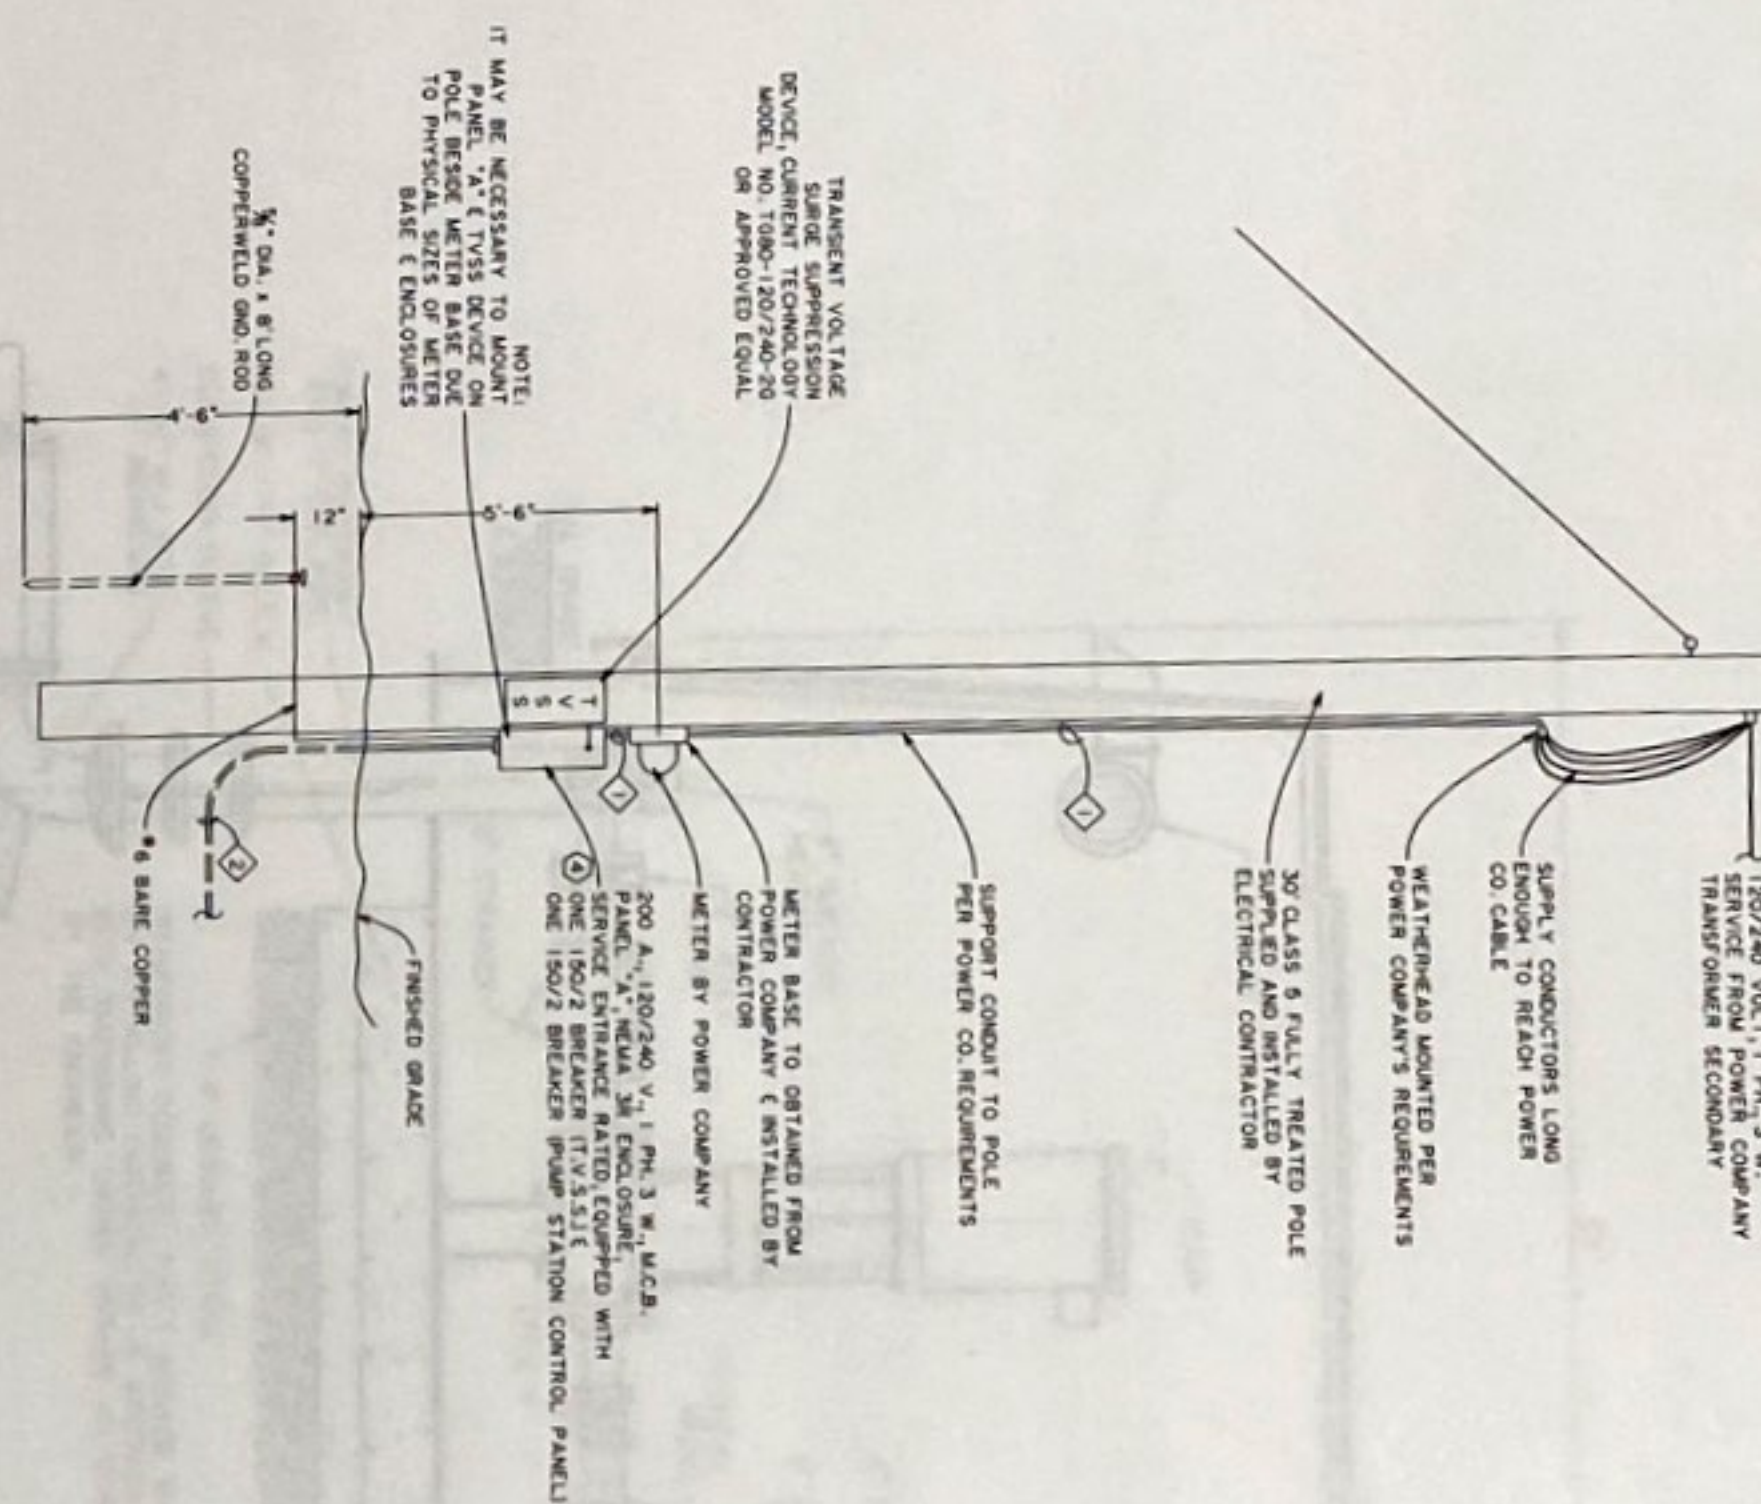 120/240 VOLT, 1 PH., 3 W.
SERVICE FROM POWER COMPANY
TRANSFORMER SECONDARY
SUPPLY CONDUCTORS LONG
ENOUGH TO REACH POWER
CO. CABLE
WEATHERHEAD MOUNTED PER
POWER COMPANY'S REQUIREMENTS
30' CLASS 5 FULLY TREATED POLE
SUPPLIED AND INSTALLED BY
ELECTRICAL CONTRACTOR
1
SUPPORT CONDUIT TO POLE
PER POWER CO. REQUIREMENTS
TRANSIENT VOLTAGE
SURGE SUPPRESSION
DEVICE, CURRENT TECHNOLOGY
MODEL NO. TG80-120/240-20
OR APPROVED EQUAL
METER BASE TO OBTAINED FROM
POWER COMPANY & INSTALLED BY
CONTRACTOR
METER BY POWER COMPANY
1
T
V
S
S
200 A., 120/240 V., 1 PH. 3 W., M.C.B.
PANEL "A", NEMA 3R ENCLOSURE,
SERVICE ENTRANCE RATED, EQUIPPED WITH
4 ONE 150/2 BREAKER (T.V.S.S.) &
ONE 150/2 BREAKER (PUMP STATION CONTROL PANEL)
NOTE:
IT MAY BE NECESSARY TO MOUNT
PANEL "A" & TVSS DEVICE ON
POLE BESIDE METER BASE DUE
TO PHYSICAL SIZES OF METER
BASE & ENCLOSURES
5'-6"
12"
4'-6"
FINISHED GRADE
5/8" DIA. x 8' LONG
COPPERWELD GND. ROD
2
#6 BARE COPPER